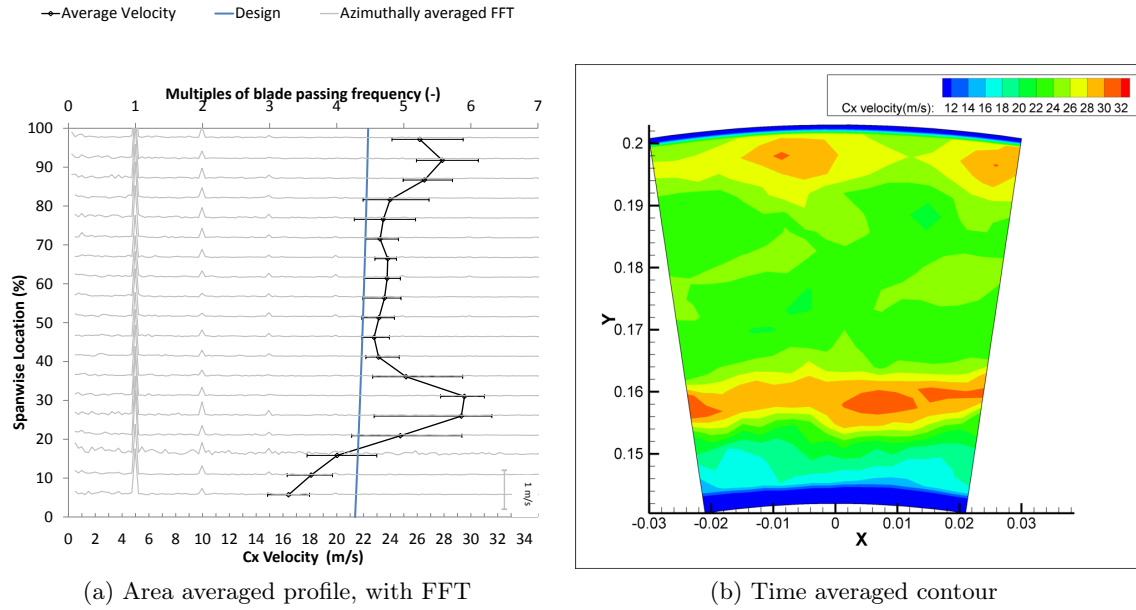 Average Velocity Design Azimuthally averaged FFT
Multiples of blade passing frequency (-)
0 1 2 3 4 5 6 7
100
90
80
70
60
50
40
30
20
10
0
Spanwise Location (%)
1 m/s
0 2 4 6 8 10 12 14 16 18 20 22 24 26 28 30 32 34
Cx Velocity (m/s)
(a) Area averaged profile, with FFT
Cx velocity(m/s): 12 14 16 18 20 22 24 26 28 30 32
0.2
0.19
0.18
0.17
0.16
0.15
Y
-0.03 -0.02 -0.01 0 0.01 0.02 0.03
X
(b) Time averaged contour